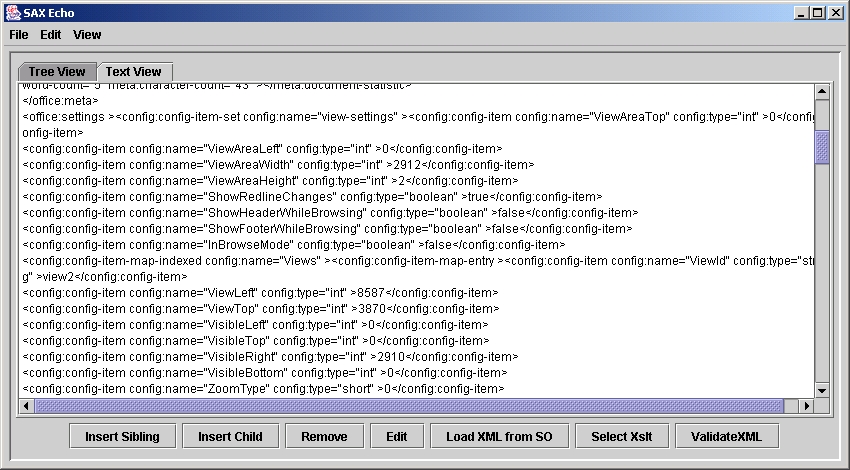 SAX Echo
File Edit View
Tree View Text View
word-count="5" meta:character-count="43" ></meta:document-statistic>
</office:meta>
<office:settings ><config:config-item-set config:name="view-settings" ><config:config-item config:name="ViewAreaTop" config:type="int" >0</config:c
onfig-item>
<config:config-item config:name="ViewAreaLeft" config:type="int" >0</config:config-item>
<config:config-item config:name="ViewAreaWidth" config:type="int" >2912</config:config-item>
<config:config-item config:name="ViewAreaHeight" config:type="int" >2</config:config-item>
<config:config-item config:name="ShowRedlineChanges" config:type="boolean" >true</config:config-item>
<config:config-item config:name="ShowHeaderWhileBrowsing" config:type="boolean" >false</config:config-item>
<config:config-item config:name="ShowFooterWhileBrowsing" config:type="boolean" >false</config:config-item>
<config:config-item config:name="InBrowseMode" config:type="boolean" >false</config:config-item>
<config:config-item-map-indexed config:name="Views" ><config:config-item-map-entry ><config:config-item config:name="ViewId" config:type="str
g" >view2</config:config-item>
<config:config-item config:name="ViewLeft" config:type="int" >8587</config:config-item>
<config:config-item config:name="ViewTop" config:type="int" >3870</config:config-item>
<config:config-item config:name="VisibleLeft" config:type="int" >0</config:config-item>
<config:config-item config:name="VisibleTop" config:type="int" >0</config:config-item>
<config:config-item config:name="VisibleRight" config:type="int" >2910</config:config-item>
<config:config-item config:name="VisibleBottom" config:type="int" >0</config:config-item>
<config:config-item config:name="ZoomType" config:type="short" >0</config:config-item>
Insert Sibling Insert Child Remove Edit Load XML from SO Select Xslt ValidateXML